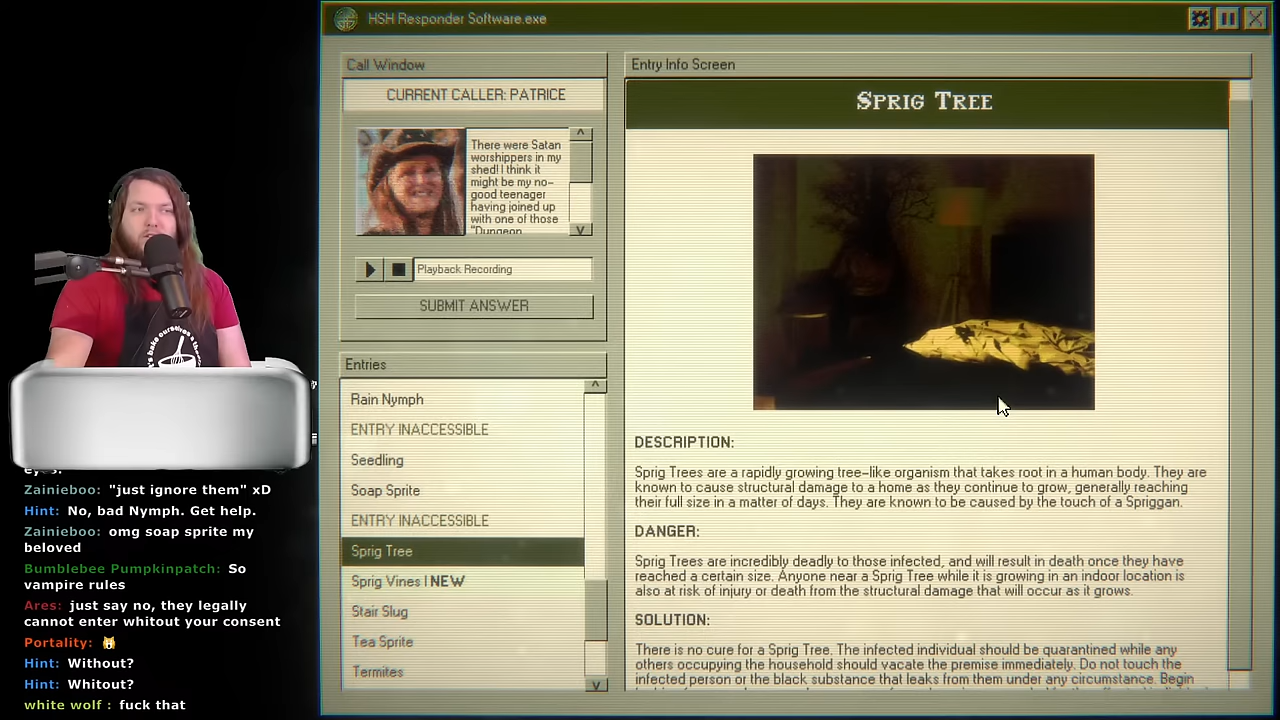 HSH Responder Software.exe
Call Window
CURRENT CALLER: PATRICE
There were Satan
worshippers in my
shed! I think it
might be my no-
good teenager
having joined up
with one of those
"Dungeon
Playback Recording
SUBMIT ANSWER
Entries
Rain Nymph
ENTRY INACCESSIBLE
Seedling
Soap Sprite
ENTRY INACCESSIBLE
Sprig Tree
Sprig Vines | NEW
Stair Slug
Tea Sprite
Termites
Entry Info Screen
SPRIG TREE
DESCRIPTION:
Sprig Trees are a rapidly growing tree-like organism that takes root in a human body. They are
known to cause structural damage to a home as they continue to grow, generally reaching
their full size in a matter of days. They are known to be caused by the touch of a Spriggan.
DANGER:
Sprig Trees are incredibly deadly to those infected, and will result in death once they have
reached a certain size. Anyone near a Sprig Tree while it is growing in an indoor location is
also at risk of injury or death from the structural damage that will occur as it grows.
SOLUTION:
There is no cure for a Sprig Tree. The infected individual should be quarantined while any
others occupying the household should vacate the premise immediately. Do not touch the
infected person or the black substance that leaks from them under any circumstance. Begin
eyes.
Zainieboo: "just ignore them" xD
Hint: No, bad Nymph. Get help.
Zainieboo: omg soap sprite my
beloved
Bumblebee Pumpkinpatch: So
vampire rules
Ares: just say no, they legally
cannot enter whitout your consent
Portality:
Hint: Without?
Hint: Whitout?
white wolf : fuck that